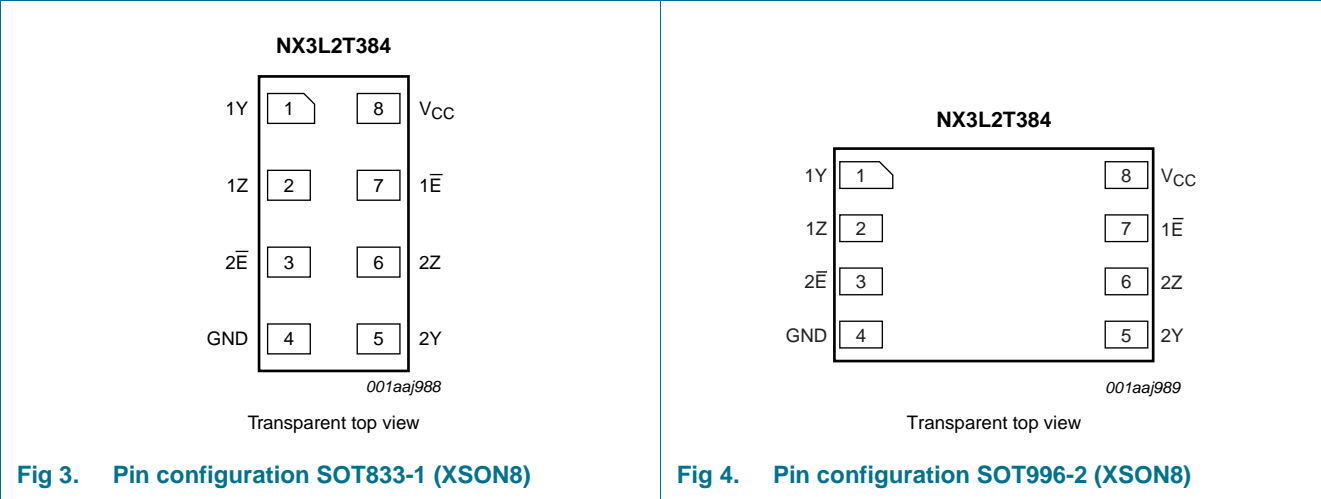 NX3L2T384
1Y 1 8 VCC
1Z 2 7 1E̅
2E̅ 3 6 2Z
GND 4 5 2Y
001aaj988
Transparent top view
Fig 3. Pin configuration SOT833-1 (XSON8)
NX3L2T384
1Y 1 8 VCC
1Z 2 7 1E̅
2E̅ 3 6 2Z
GND 4 5 2Y
001aaj989
Transparent top view
Fig 4. Pin configuration SOT996-2 (XSON8)